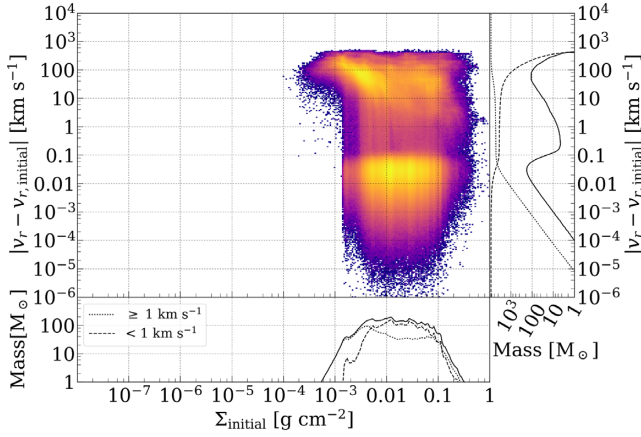 10⁴ 10⁴
10³ 10³
100 100
10 10
1 1
0.1 0.1
0.01 0.01
10⁻³ 10⁻³
10⁻⁴ 10⁻⁴
10⁻⁵ 10⁻⁵
10⁻⁶ 10⁻⁶
|v_r − v_{r, initial}| [km s⁻¹]
|v_r − v_{r, initial}| [km s⁻¹]
10³ 100 10 1
Mass [M⊙]
Mass[M⊙]
100
10
1
≥ 1 km s⁻¹
< 1 km s⁻¹
10⁻⁷ 10⁻⁶ 10⁻⁵ 10⁻⁴ 10⁻³ 0.01 0.1 1
Σ_initial [g cm⁻²]